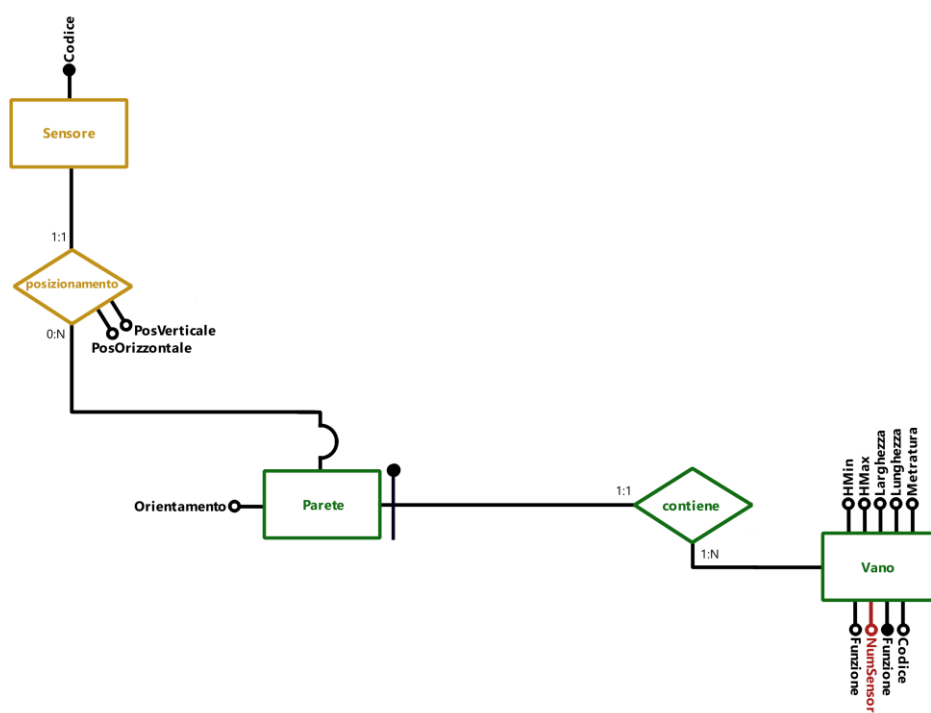 Codice
Sensore
1:1
posizionamento
PosVerticale
0:N
PosOrizzontale
HMin
HMax
Larghezza
Lunghezza
Metratura
Orientamento
Parete
1:1
contiene
1:N
Vano
Funzione
NumSensor
Funzione
Codice